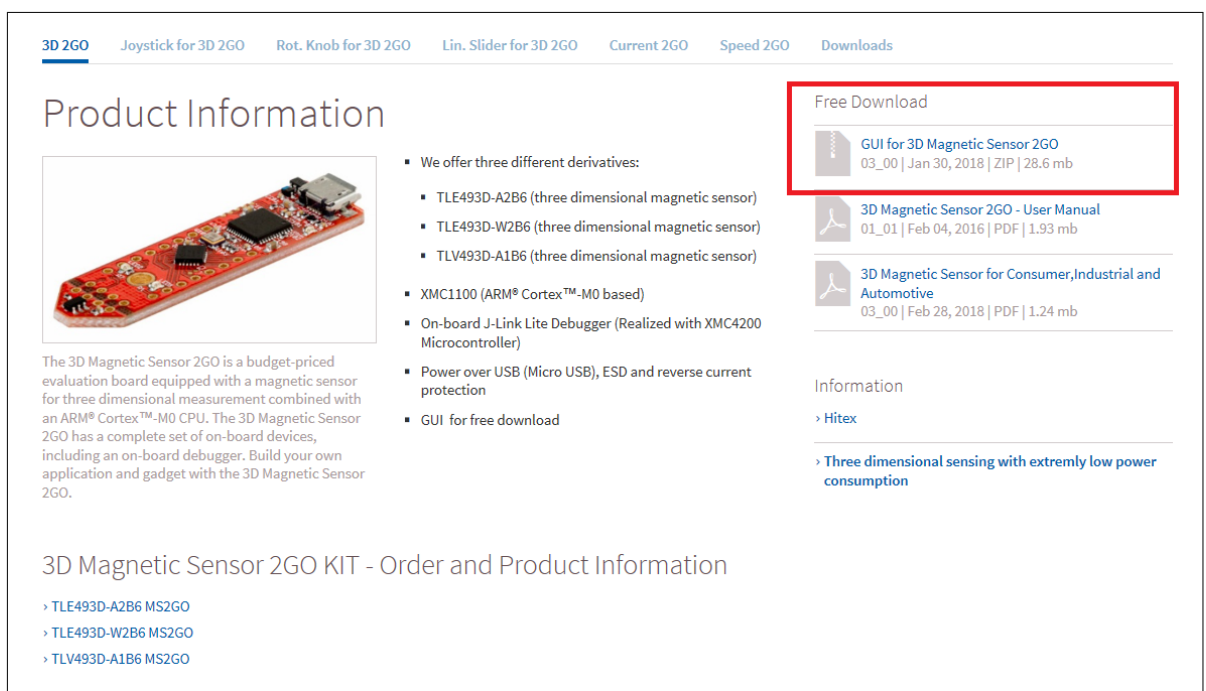 3D 2GO Joystick for 3D 2GO Rot. Knob for 3D 2GO Lin. Slider for 3D 2GO Current 2GO Speed 2GO Downloads
Product Information
The 3D Magnetic Sensor 2GO is a budget-priced
evaluation board equipped with a magnetic sensor
for three dimensional measurement combined with
an ARM® Cortex™-M0 CPU. The 3D Magnetic Sensor
2GO has a complete set of on-board devices,
including an on-board debugger. Build your own
application and gadget with the 3D Magnetic Sensor
2GO.
▪ We offer three different derivatives:
▪ TLE493D-A2B6 (three dimensional magnetic sensor)
▪ TLE493D-W2B6 (three dimensional magnetic sensor)
▪ TLV493D-A1B6 (three dimensional magnetic sensor)
▪ XMC1100 (ARM® Cortex™-M0 based)
▪ On-board J-Link Lite Debugger (Realized with XMC4200
Microcontroller)
▪ Power over USB (Micro USB), ESD and reverse current
protection
▪ GUI for free download
Free Download
GUI for 3D Magnetic Sensor 2GO
03_00 | Jan 30, 2018 | ZIP | 28.6 mb
3D Magnetic Sensor 2GO - User Manual
01_01 | Feb 04, 2016 | PDF | 1.93 mb
3D Magnetic Sensor for Consumer,Industrial and
Automotive
03_00 | Feb 28, 2018 | PDF | 1.24 mb
Information
› Hitex
› Three dimensional sensing with extremly low power
consumption
3D Magnetic Sensor 2GO KIT - Order and Product Information
› TLE493D-A2B6 MS2GO
› TLE493D-W2B6 MS2GO
› TLV493D-A1B6 MS2GO